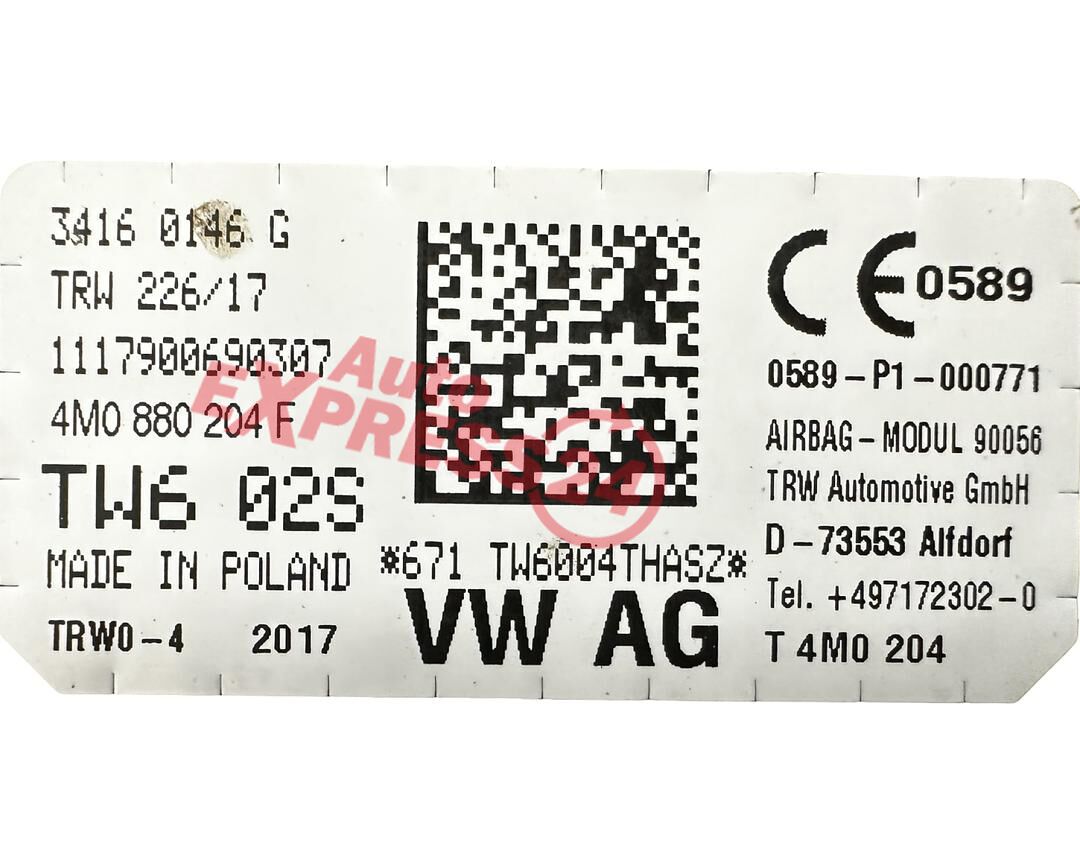 3416 0146 G
TRW 226/17
1117900690307
4M0 880 204 F
TW6 02S
MADE IN POLAND
TRW0-4 2017
*671 TW6004THASZ*
VW AG
CE 0589
0589-P1-000771
AIRBAG-MODUL 90056
TRW Automotive GmbH
D-73553 Alfdorf
Tel. +497172302-0
T 4M0 204
Auto
EXPRESS24